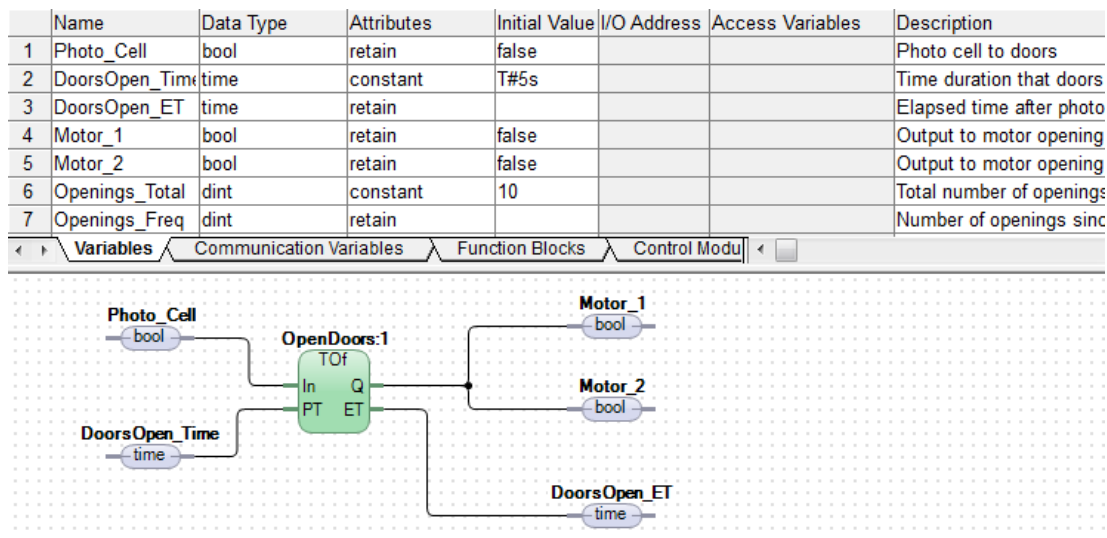 Name Data Type Attributes Initial Value I/O Address Access Variables Description
1 Photo_Cell bool retain false Photo cell to doors
2 DoorsOpen_Time time constant T#5s Time duration that doors
3 DoorsOpen_ET time retain Elapsed time after photo
4 Motor_1 bool retain false Output to motor opening
5 Motor_2 bool retain false Output to motor opening
6 Openings_Total dint constant 10 Total number of openings
7 Openings_Freq dint retain Number of openings sinc
Variables Communication Variables Function Blocks Control Modu
Photo_Cell
bool
OpenDoors:1
TOf
In Q
PT ET
DoorsOpen_Time
time
Motor_1
bool
Motor_2
bool
DoorsOpen_ET
time